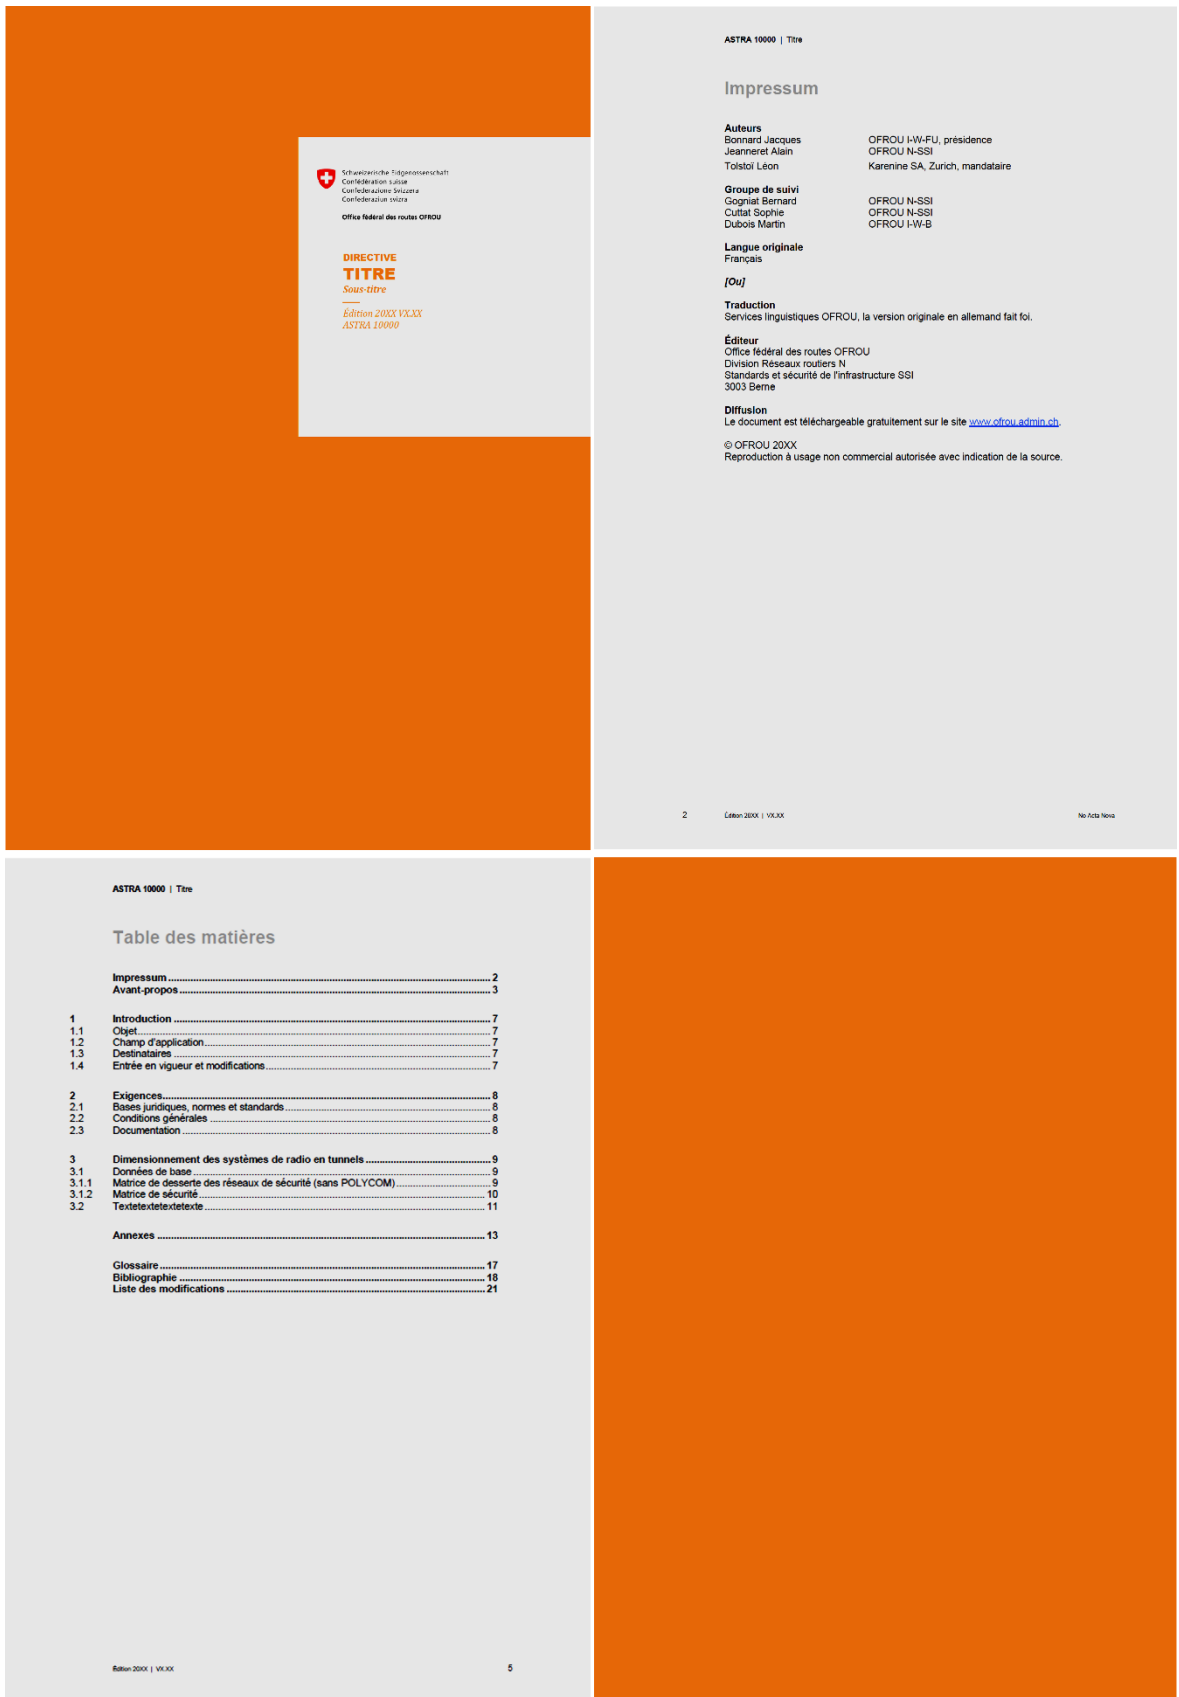 Schweizerische Eidgenossenschaft
Confédération suisse
Confederazione Svizzera
Confederaziun svizra
Office fédéral des routes OFROU
DIRECTIVE
TITRE
Sous-titre
Édition 20XX VX.XX
ASTRA 10000
ASTRA 10000 | Titre
Impressum
Auteurs
Bonnard Jacques OFROU I-W-FU, présidence
Jeanneret Alain OFROU N-SSI
Tolstoï Léon Karenine SA, Zurich, mandataire
Groupe de suivi
Gogniat Bernard OFROU N-SSI
Cuttat Sophie OFROU N-SSI
Dubois Martin OFROU I-W-B
Langue originale
Français
[Ou]
Traduction
Services linguistiques OFROU, la version originale en allemand fait foi.
Éditeur
Office fédéral des routes OFROU
Division Réseaux routiers N
Standards et sécurité de l'infrastructure SSI
3003 Berne
Diffusion
Le document est téléchargeable gratuitement sur le site www.ofrou.admin.ch.
© OFROU 20XX
Reproduction à usage non commercial autorisée avec indication de la source.
2 Édition 20XX | VX.XX No Acta Nova
ASTRA 10000 | Titre
Table des matières
Impressum 2
Avant-propos 3
1 Introduction 7
1.1 Objet 7
1.2 Champ d'application 7
1.3 Destinataires 7
1.4 Entrée en vigueur et modifications 7
2 Exigences 8
2.1 Bases juridiques, normes et standards 8
2.2 Conditions générales 8
2.3 Documentation 8
3 Dimensionnement des systèmes de radio en tunnels 9
3.1 Données de base 9
3.1.1 Matrice de desserte des réseaux de sécurité (sans POLYCOM) 9
3.1.2 Matrice de sécurité 10
3.2 Textetextetextetexte 11
Annexes 13
Glossaire 17
Bibliographie 18
Liste des modifications 21
Édition 20XX | VX.XX 5